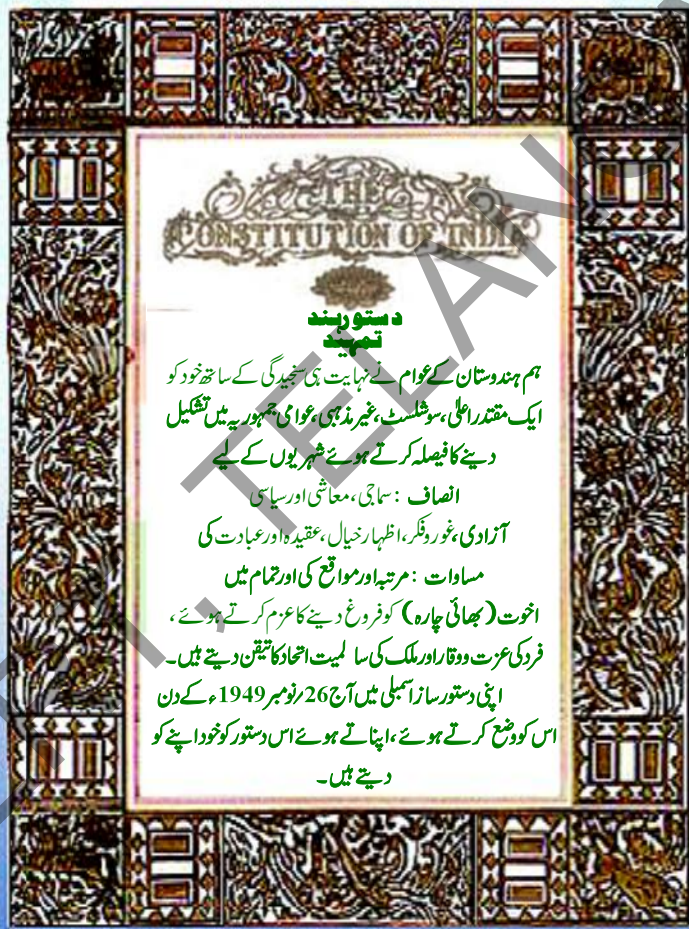 THE
CONSTITUTION OF INDIA
دستور ہند
تمہید
ہم ہندوستان کے عوام نے نہایت ہی سنجیدگی کے ساتھ خود کو
ایک مقتدر اعلیٰ، سوشلسٹ، غیر مذہبی، عوامی جمہوریہ میں تشکیل
دینے کا فیصلہ کرتے ہوئے شہریوں کے لیے
انصاف : سماجی، معاشی اور سیاسی
آزادی، غور و فکر، اظہار خیال، عقیدہ اور عبادت کی
مساوات : مرتبہ اور مواقع کی اور تمام میں
اخوت (بھائی چارہ) کو فروغ دینے کا عزم کرتے ہوئے ،
فرد کی عزت و وقار اور ملک کی سا لمیت اتحاد کا تیقن دیتے ہیں۔
اپنی دستور ساز اسمبلی میں آج 26/نومبر 1949ء کے دن
اس کو وضع کرتے ہوئے ، اپناتے ہوئے اس دستور کو خود اپنے کو
دیتے ہیں۔